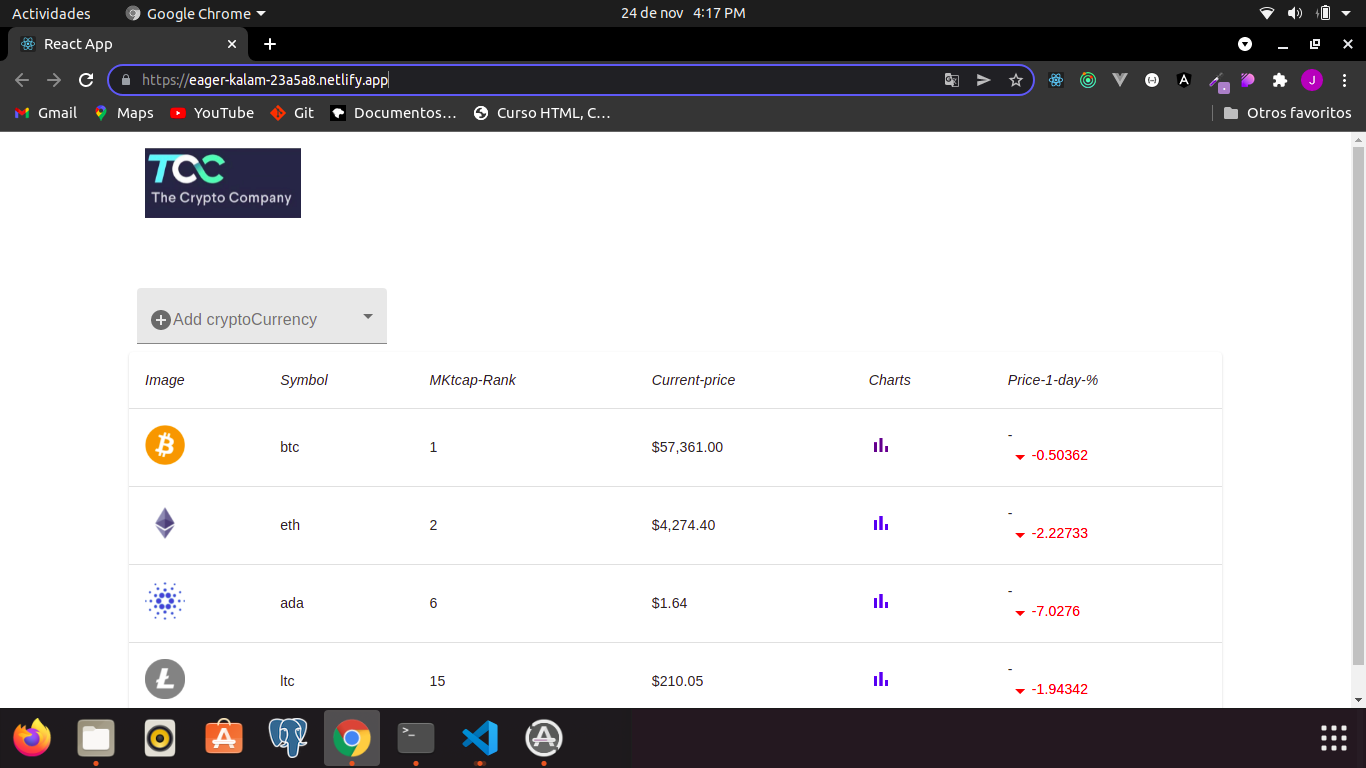 Actividades Google Chrome 24 de nov 4:17 PM
React App
https://eager-kalam-23a5a8.netlify.app
J
Gmail Maps YouTube Git Documentos… Curso HTML, C… Otros favoritos
TCC
The Crypto Company
Add cryptoCurrency
Image Symbol MKtcap-Rank Current-price Charts Price-1-day-%
btc 1 $57,361.00 - -0.50362
eth 2 $4,274.40 - -2.22733
ada 6 $1.64 - -7.0276
ltc 15 $210.05 - -1.94342